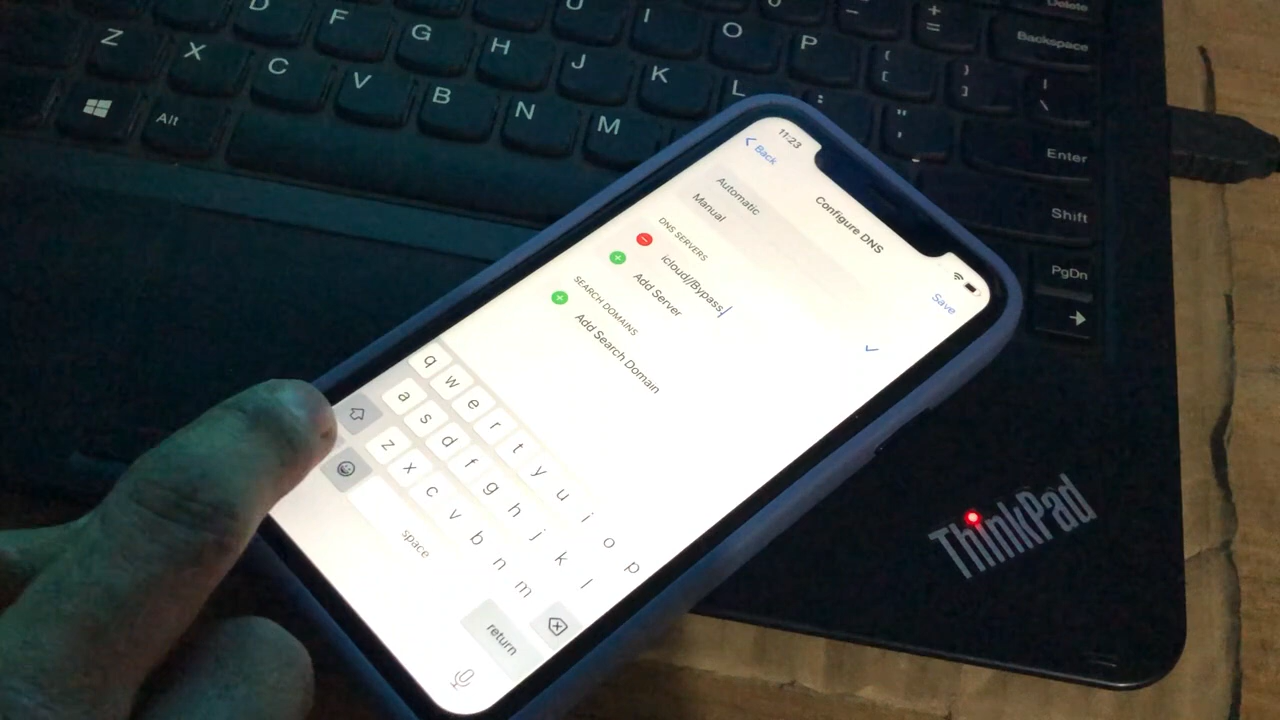 Delete
D F G H J K L
U I O P
Backspace
Z X C V B N M
Alt
Enter
Shift
PgDn
11:23
Back
Configure DNS
Save
Automatic
Manual
DNS SERVERS
icloud//Bypass/
Add Server
SEARCH DOMAINS
Add Search Domain
q w e r t y u i o p
a s d f g h j k l
z x c v b n m
space
return
ThinkPad